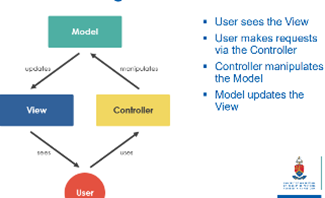 Model
updates
manipulates
View
Controller
sees
uses
User
User sees the View
User makes requests
via the Controller
Controller manipulates
the Model
Model updates the
View